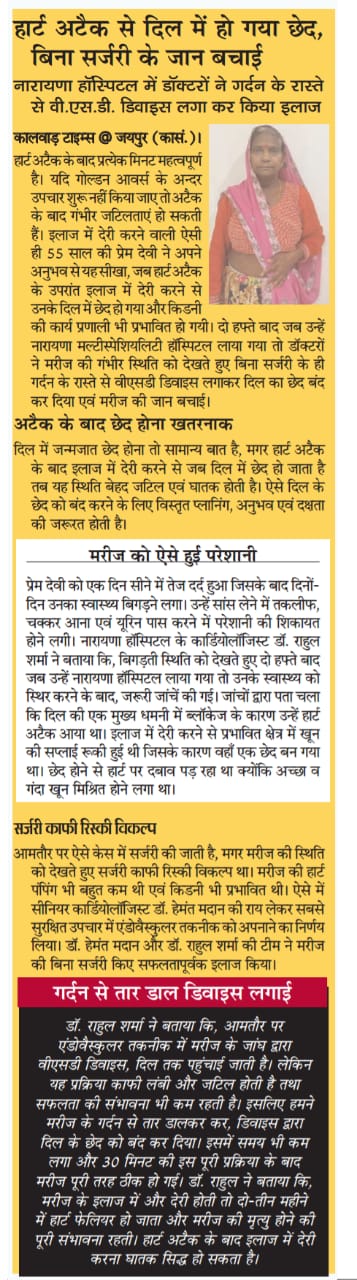 हार्ट अटैक से दिल में हो गया छेद,
बिना सर्जरी के जान बचाई
नारायणा हॉस्पिटल में डॉक्टरों ने गर्दन के रास्ते
से वी.एस.डी. डिवाइस लगा कर किया इलाज
कालवाड़ टाइम्स @ जयपुर (कासं.)।
हार्ट अटैक के बाद प्रत्येक मिनट महत्वपूर्ण
है। यदि गोल्डन आवर्स के अन्दर
उपचार शुरू नहीं किया जाए तो अटैक
के बाद गंभीर जटिलताएं हो सकती
हैं। इलाज में देरी करने वाली ऐसी
ही 55 साल की प्रेम देवी ने अपने
अनुभव से यह सीखा, जब हार्ट अटैक
के उपरांत इलाज में देरी करने से
उनके दिल में छेद हो गया और किडनी
की कार्य प्रणाली भी प्रभावित हो गयी। दो हफ्ते बाद जब उन्हें
नारायणा मल्टीस्पेशियलिटी हॉस्पिटल लाया गया तो डॉक्टरों
ने मरीज की गंभीर स्थिति को देखते हुए बिना सर्जरी के ही
गर्दन के रास्ते से वीएसडी डिवाइस लगाकर दिल का छेद बंद
कर दिया एवं मरीज की जान बचाई।
अटैक के बाद छेद होना खतरनाक
दिल में जन्मजात छेद होना तो सामान्य बात है, मगर हार्ट अटैक
के बाद इलाज में देरी करने से जब दिल में छेद हो जाता है
तब यह स्थिति बेहद जटिल एवं घातक होती है। ऐसे दिल के
छेद को बंद करने के लिए विस्तृत प्लानिंग, अनुभव एवं दक्षता
की जरूरत होती है।
मरीज को ऐसे हुई परेशानी
प्रेम देवी को एक दिन सीने में तेज दर्द हुआ जिसके बाद दिनों-
दिन उनका स्वास्थ्य बिगड़ने लगा। उन्हें सांस लेने में तकलीफ,
चक्कर आना एवं यूरिन पास करने में परेशानी की शिकायत
होने लगी। नारायणा हॉस्पिटल के कार्डियोलॉजिस्ट डॉ. राहुल
शर्मा ने बताया कि, बिगड़ती स्थिति को देखते हुए दो हफ्ते बाद
जब उन्हें नारायणा हॉस्पिटल लाया गया तो उनके स्वास्थ्य को
स्थिर करने के बाद, जरूरी जांचें की गई। जांचों द्वारा पता चला
कि दिल की एक मुख्य धमनी में ब्लॉकेज के कारण उन्हें हार्ट
अटैक आया था। इलाज में देरी करने से प्रभावित क्षेत्र में खून
की सप्लाई रूकी हुई थी जिसके कारण वहाँ एक छेद बन गया
था। छेद होने से हार्ट पर दबाव पड़ रहा था क्योंकि अच्छा व
गंदा खून मिश्रित होने लगा था।
सर्जरी काफी रिस्की विकल्प
आमतौर पर ऐसे केस में सर्जरी की जाती है, मगर मरीज की स्थिति
को देखते हुए सर्जरी काफी रिस्की विकल्प था। मरीज की हार्ट
पंपिंग भी बहुत कम थी एवं किडनी भी प्रभावित थी। ऐसे में
सीनियर कार्डियोलॉजिस्ट डॉ. हेमंत मदान की राय लेकर सबसे
सुरक्षित उपचार में एंडोवैस्कुलर तकनीक को अपनाने का निर्णय
लिया। डॉ. हेमंत मदान और डॉ. राहुल शर्मा की टीम ने मरीज
की बिना सर्जरी किए सफलतापूर्वक इलाज किया।
गर्दन से तार डाल डिवाइस लगाई
डॉ. राहुल शर्मा ने बताया कि, आमतौर पर
एंडोवैस्कुलर तकनीक में मरीज के जांघ द्वारा
वीएसडी डिवाइस, दिल तक पहुंचाई जाती है। लेकिन
यह प्रक्रिया काफी लंबी और जटिल होती है तथा
सफलता की संभावना भी कम रहती है। इसलिए हमने
मरीज के गर्दन से तार डालकर कर, डिवाइस द्वारा
दिल के छेद को बंद कर दिया। इसमें समय भी कम
लगा और 30 मिनट की इस पूरी प्रक्रिया के बाद
मरीज पूरी तरह ठीक हो गई। डॉ. राहुल ने बताया कि,
मरीज के इलाज में और देरी होती तो दो-तीन महीने
में हार्ट फेलियर हो जाता और मरीज की मृत्यु होने की
पूरी संभावना रहती। हार्ट अटैक के बाद इलाज में देरी
करना घातक सिद्ध हो सकता है।